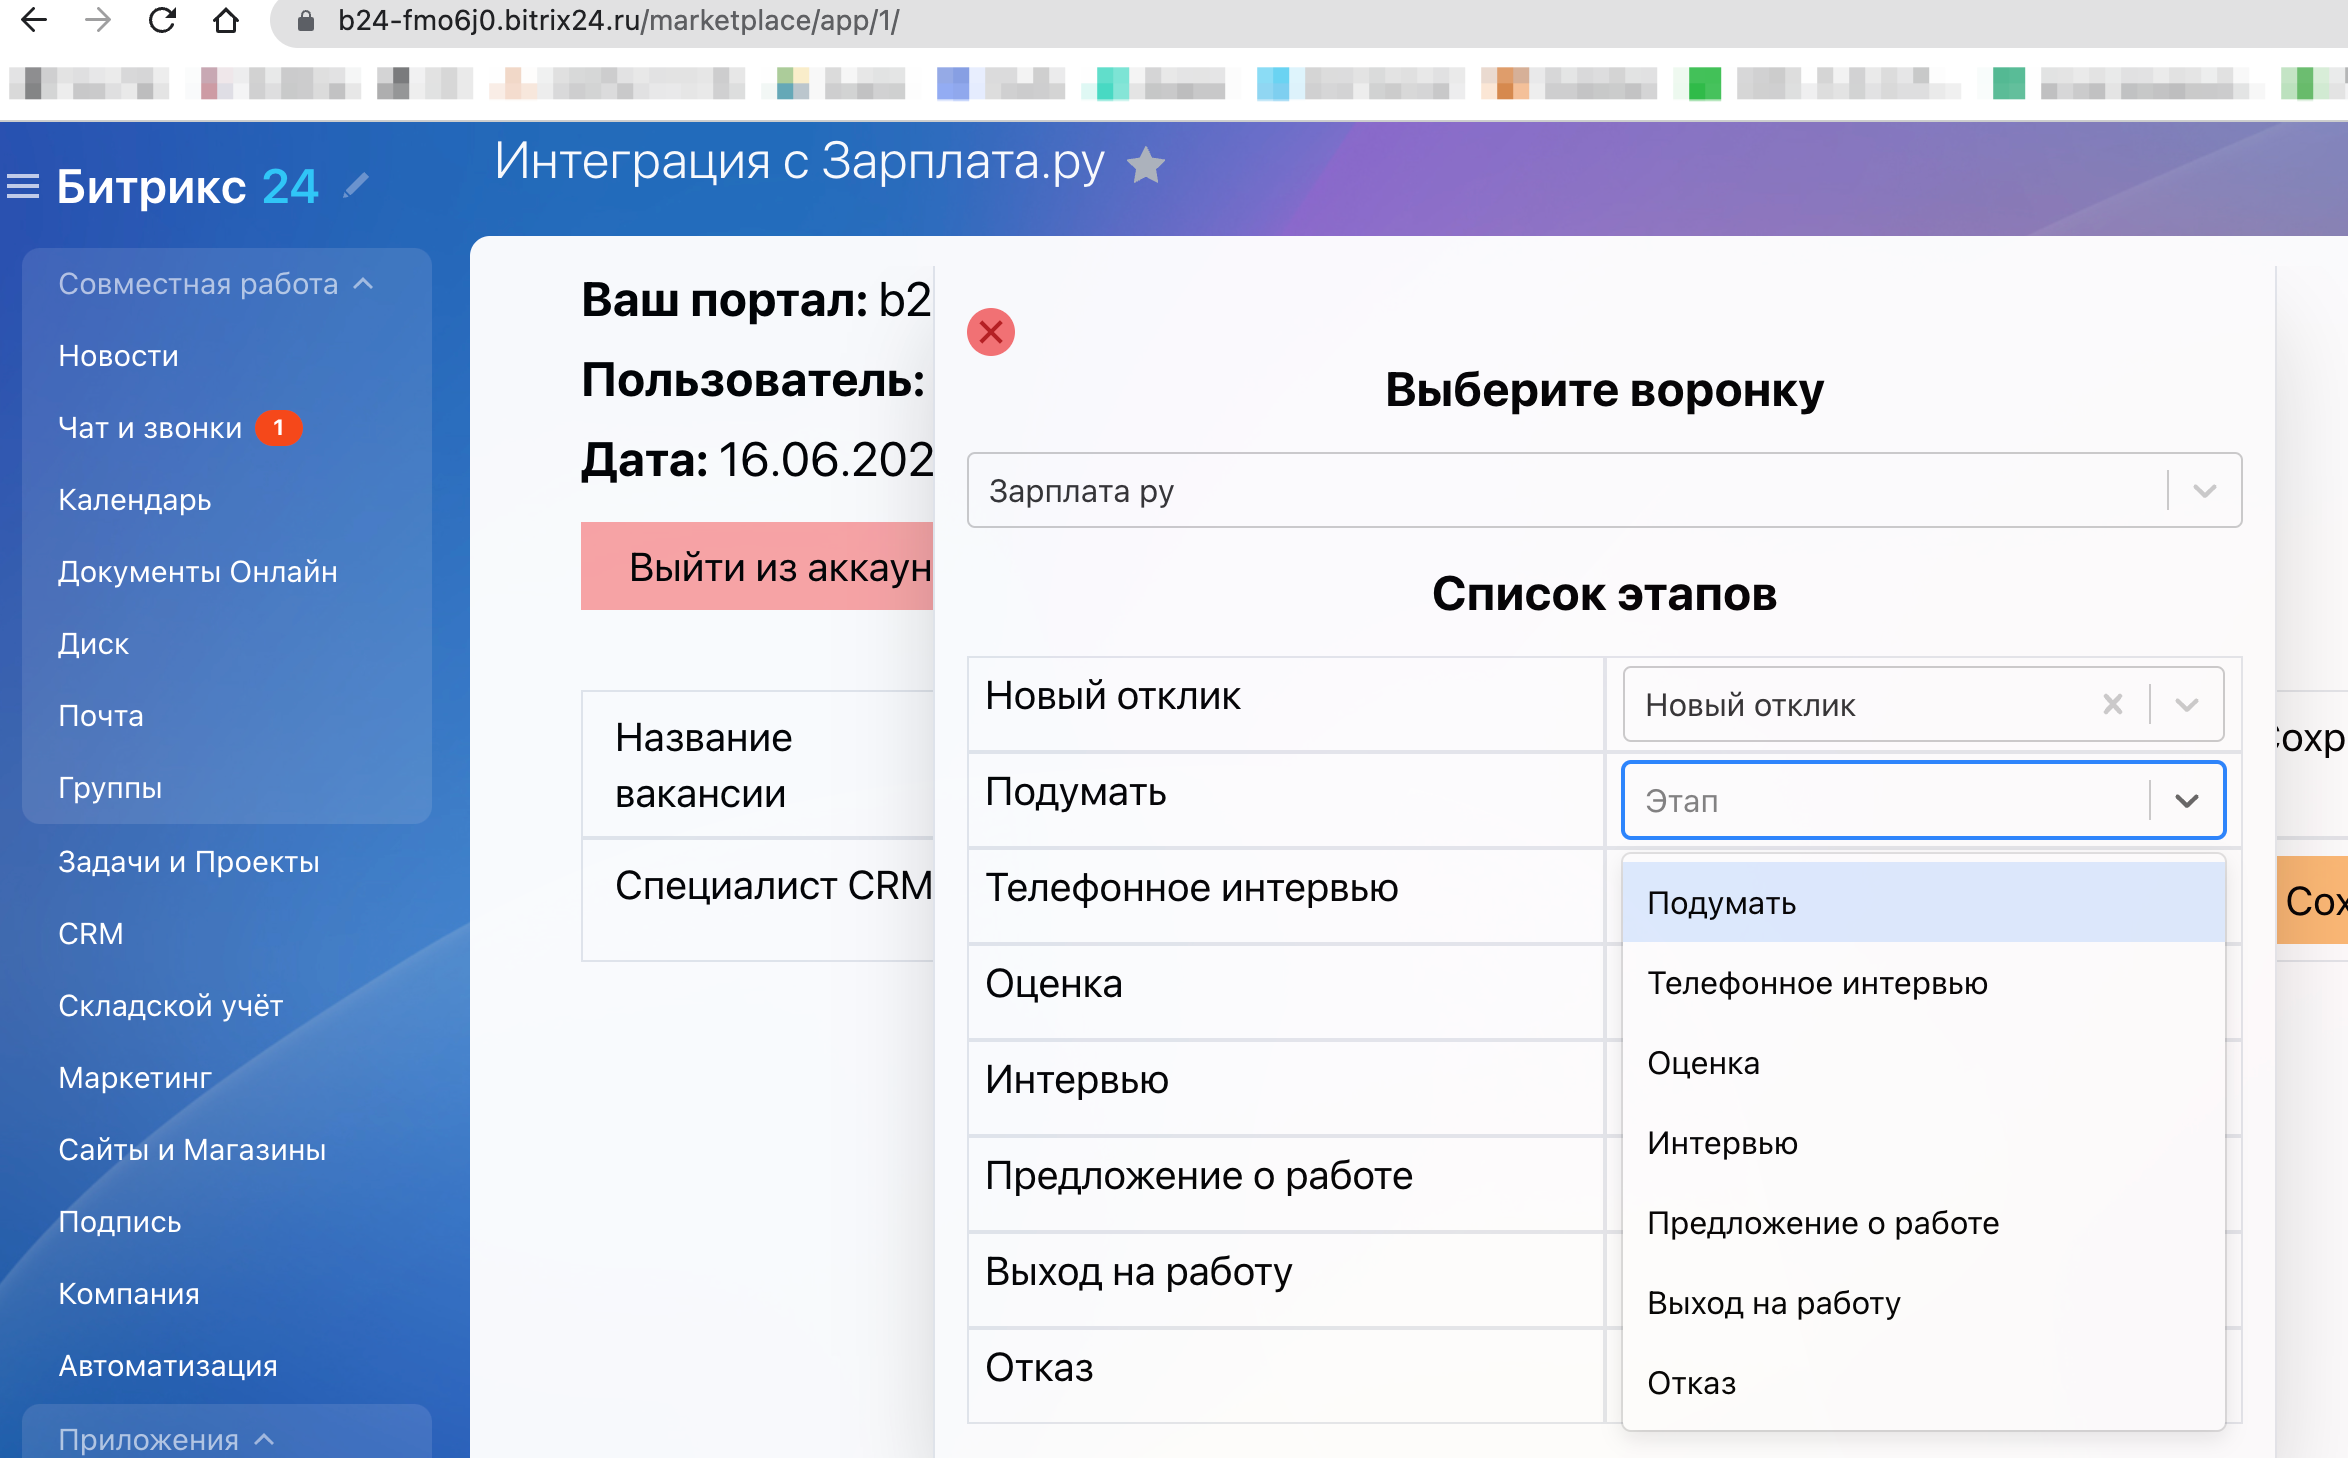 b24-fmo6j0.bitrix24.ru/marketplace/app/1/
Битрикс 24
Интеграция с Зарплата.ру
Совместная работа
Новости
Чат и звонки 1
Календарь
Документы Онлайн
Диск
Почта
Группы
Задачи и Проекты
CRM
Складской учёт
Маркетинг
Сайты и Магазины
Подпись
Компания
Автоматизация
Приложения
Ваш портал: b2
Пользователь:
Дата: 16.06.202
Выйти из аккаун
Название
вакансии
Специалист CRM
Выберите воронку
Зарплата ру
Список этапов
Новый отклик
Новый отклик
Подумать
Этап
Телефонное интервью
Оценка
Интервью
Предложение о работе
Выход на работу
Отказ
Подумать
Телефонное интервью
Оценка
Интервью
Предложение о работе
Выход на работу
Отказ
Сохр
Сох